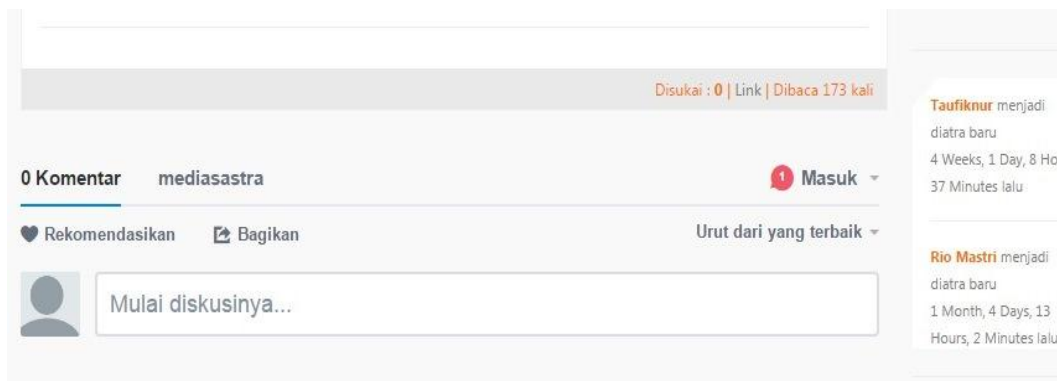 Disukai : 0 | Link | Dibaca 173 kali
0 Komentar mediasastra 1 Masuk
Rekomendasikan Bagikan Urut dari yang terbaik
Mulai diskusinya...
Taufiknur menjadi
diatra baru
4 Weeks, 1 Day, 8 Ho
37 Minutes lalu
Rio Mastri menjadi
diatra baru
1 Month, 4 Days, 13
Hours, 2 Minutes lalu